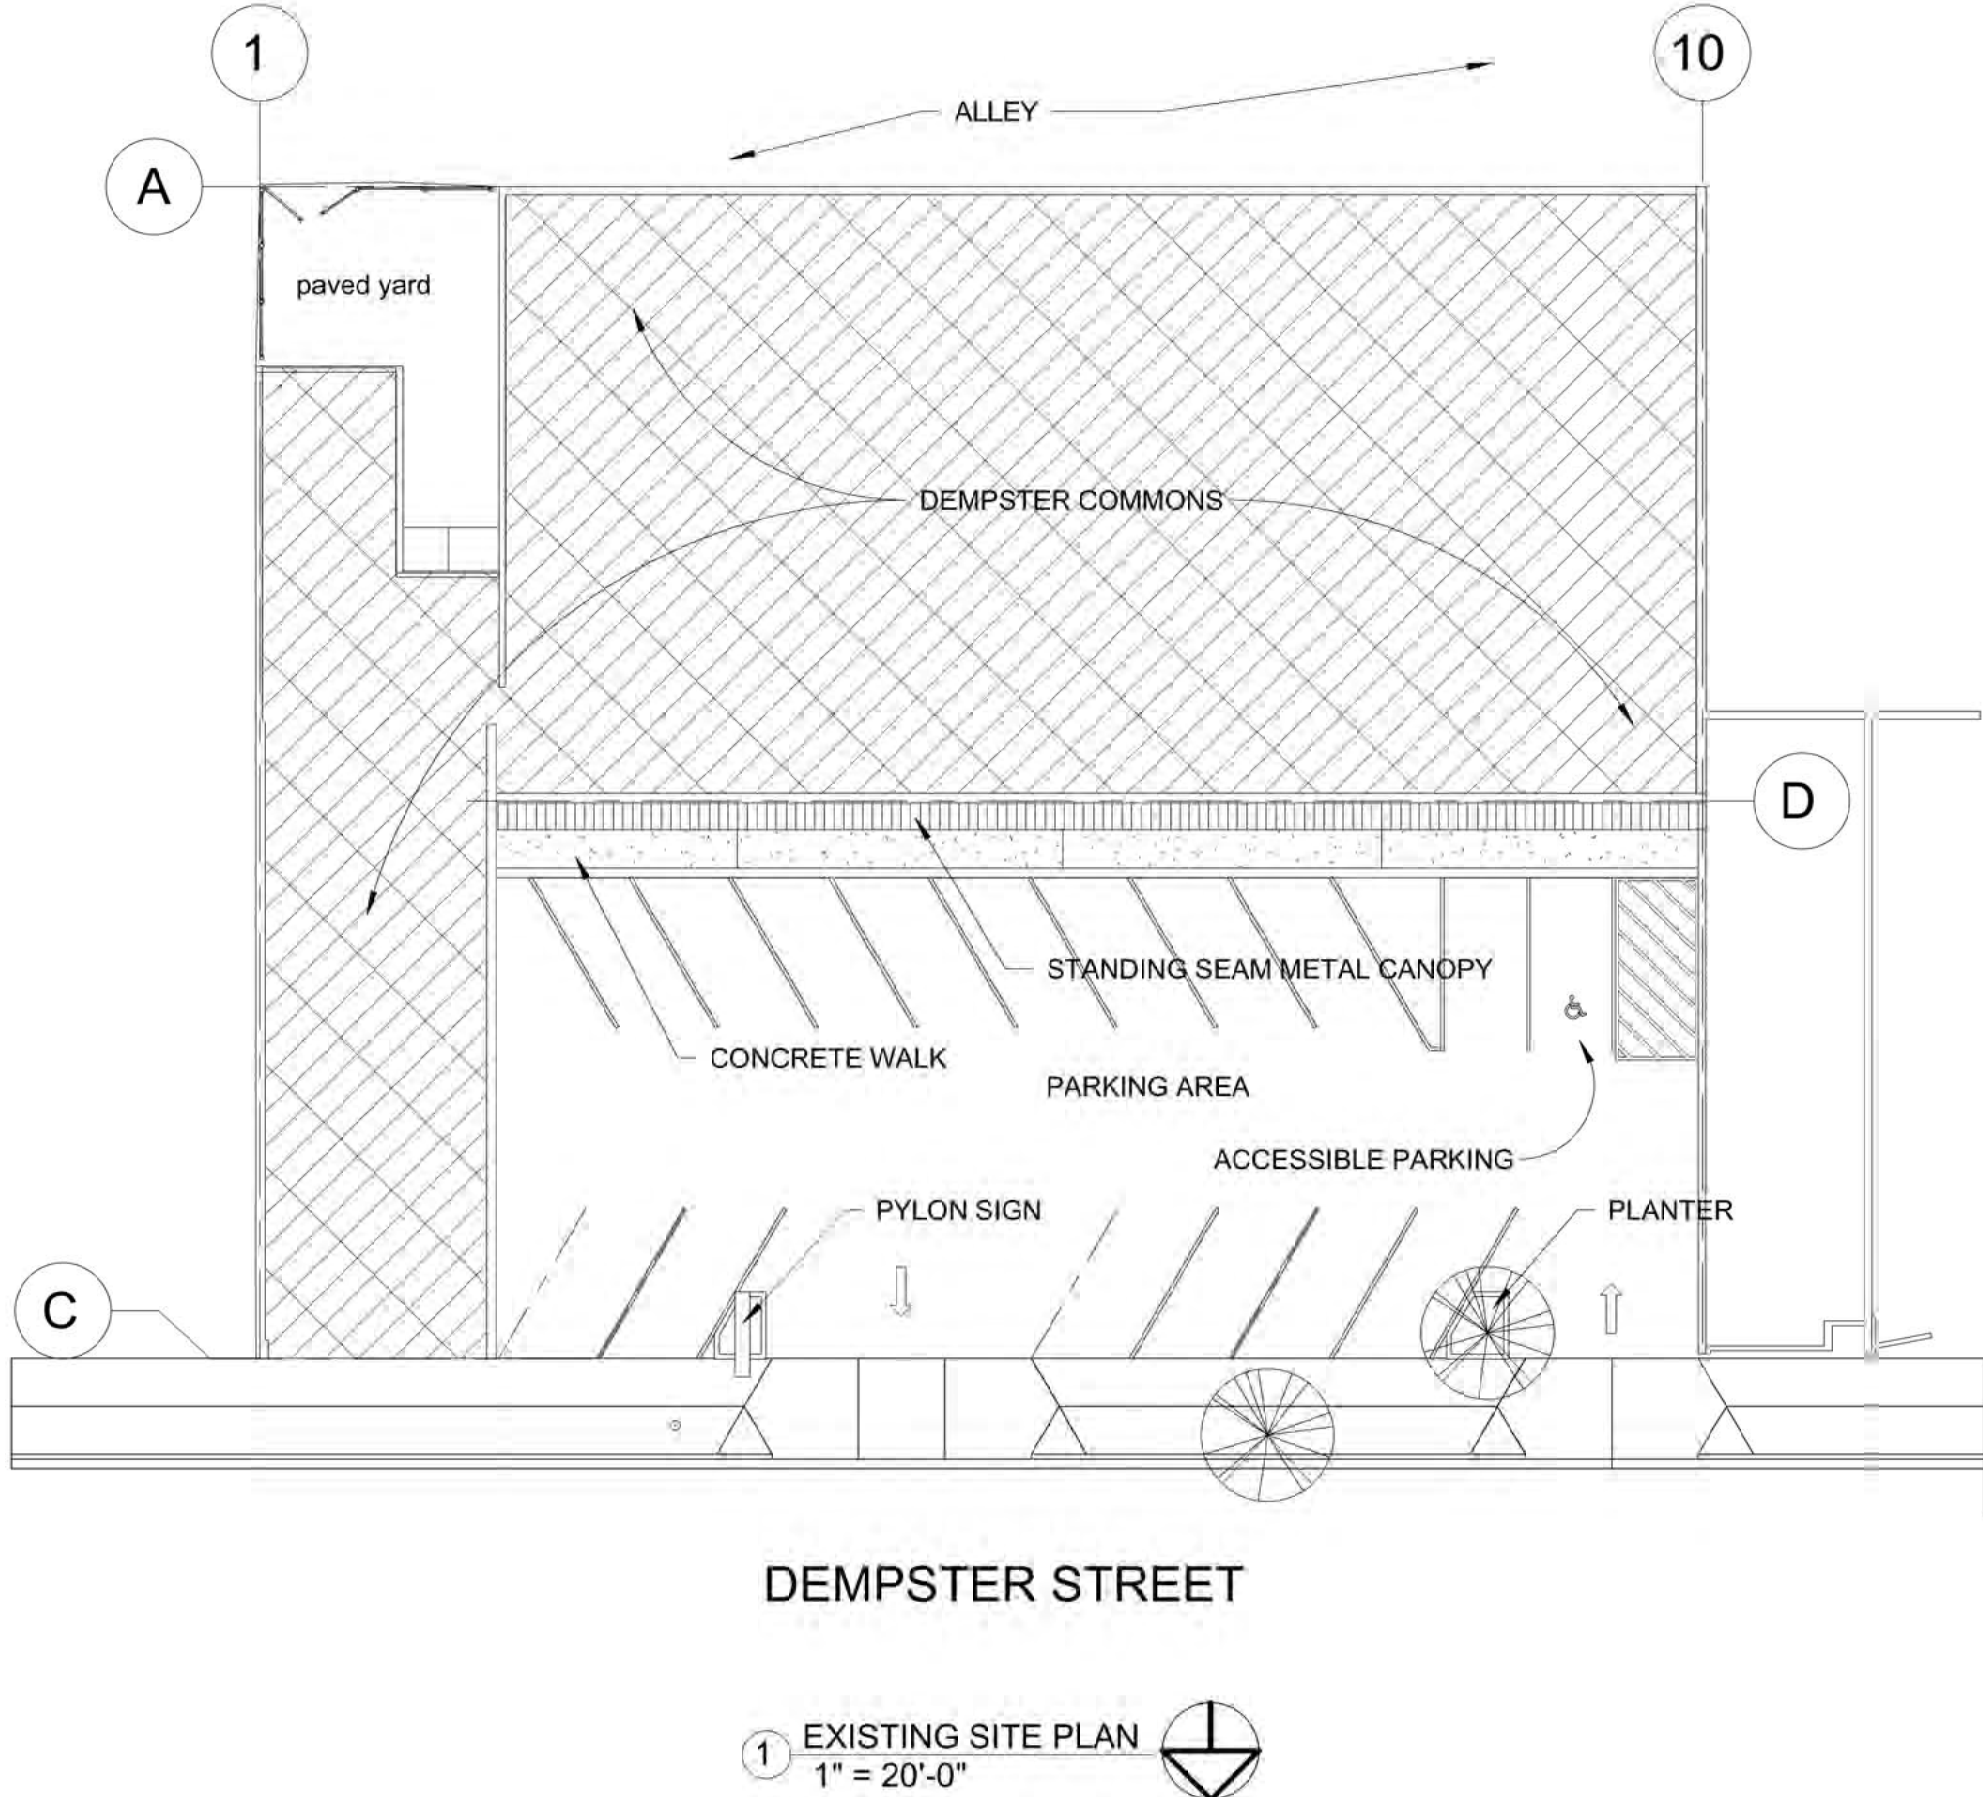 1
10
ALLEY
A
paved yard
DEMPSTER COMMONS
D
STANDING SEAM METAL CANOPY
CONCRETE WALK
PARKING AREA
ACCESSIBLE PARKING
PYLON SIGN
PLANTER
C
DEMPSTER STREET
1
EXISTING SITE PLAN
1" = 20'-0"